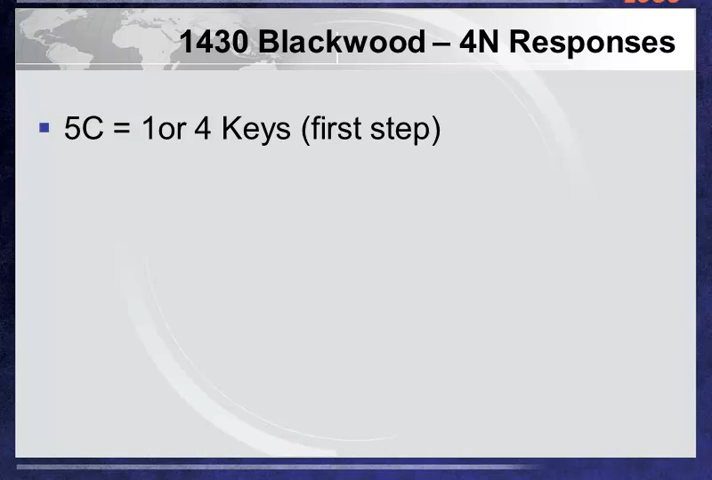 1430 Blackwood – 4N Responses
5C = 1or 4 Keys (first step)